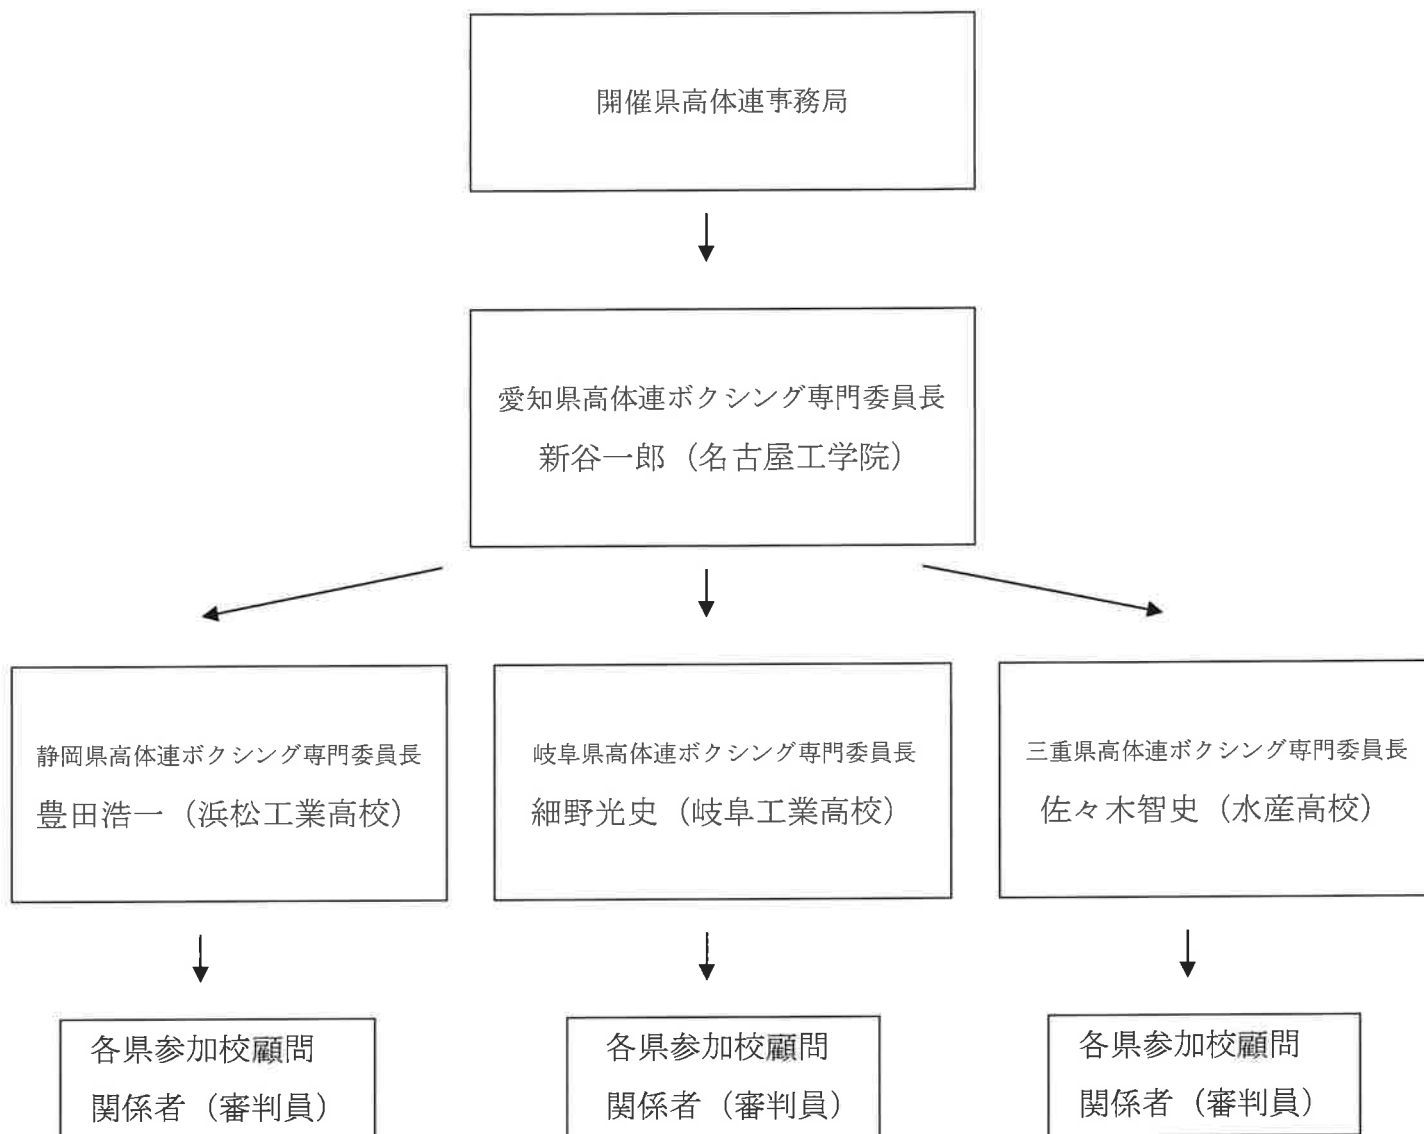 開催県高体連事務局
愛知県高体連ボクシング専門委員長
新谷一郎（名古屋工学院）
静岡県高体連ボクシング専門委員長
豊田浩一（浜松工業高校）
岐阜県高体連ボクシング専門委員長
細野光史（岐阜工業高校）
三重県高体連ボクシング専門委員長
佐々木智史（水産高校）
各県参加校顧問
関係者（審判員）
各県参加校顧問
関係者（審判員）
各県参加校顧問
関係者（審判員）